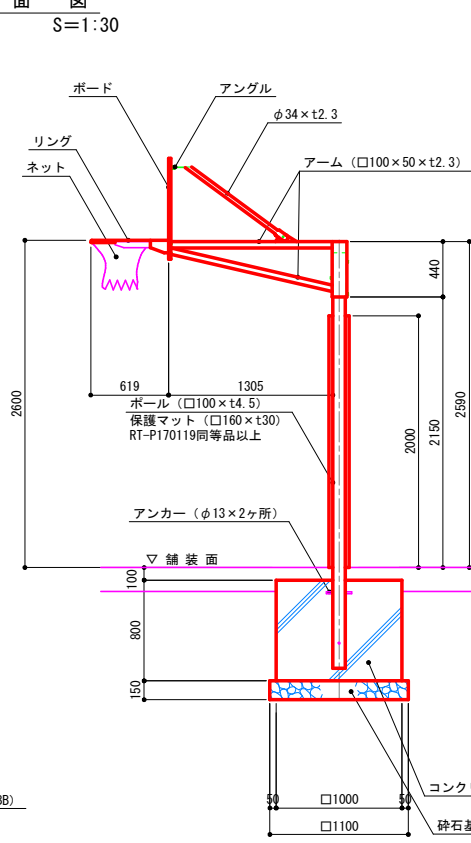 面 図
S=1:30
ボード
アングル
φ34×t2.3
リング
アーム（□100×50×t2.3）
ネット
440
2600
619
1305
2590
2150
2000
ポール（□100×t4.5）
保護マット（□160×t30）
RT-P170119同等品以上
アンカー（φ13×2ヶ所）
▽ 舗 装 面
100
800
150
コンクリ
50
□1000
50
□1100
砕石基